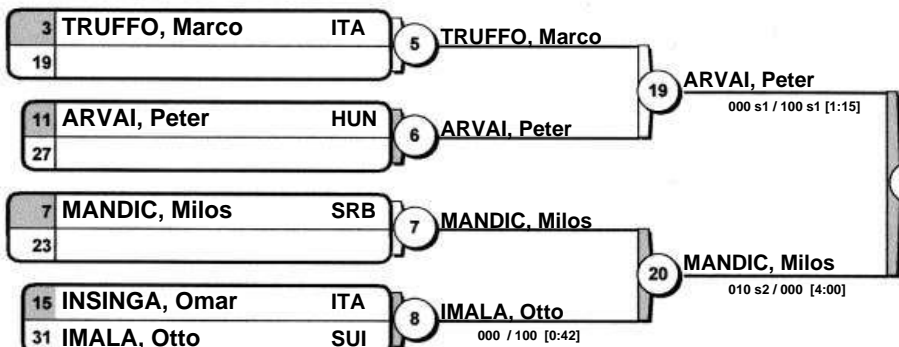 3 TRUFFO, Marco ITA
19
5 TRUFFO, Marco
11 ARVAI, Peter HUN
27
6 ARVAI, Peter
19 ARVAI, Peter
000 s1 / 100 s1 [1:15]
7 MANDIC, Milos SRB
23
7 MANDIC, Milos
15 INSINGA, Omar ITA
31 IMALA, Otto SUI
8 IMALA, Otto
000 / 100 [0:42]
20 MANDIC, Milos
010 s2 / 000 [4:00]